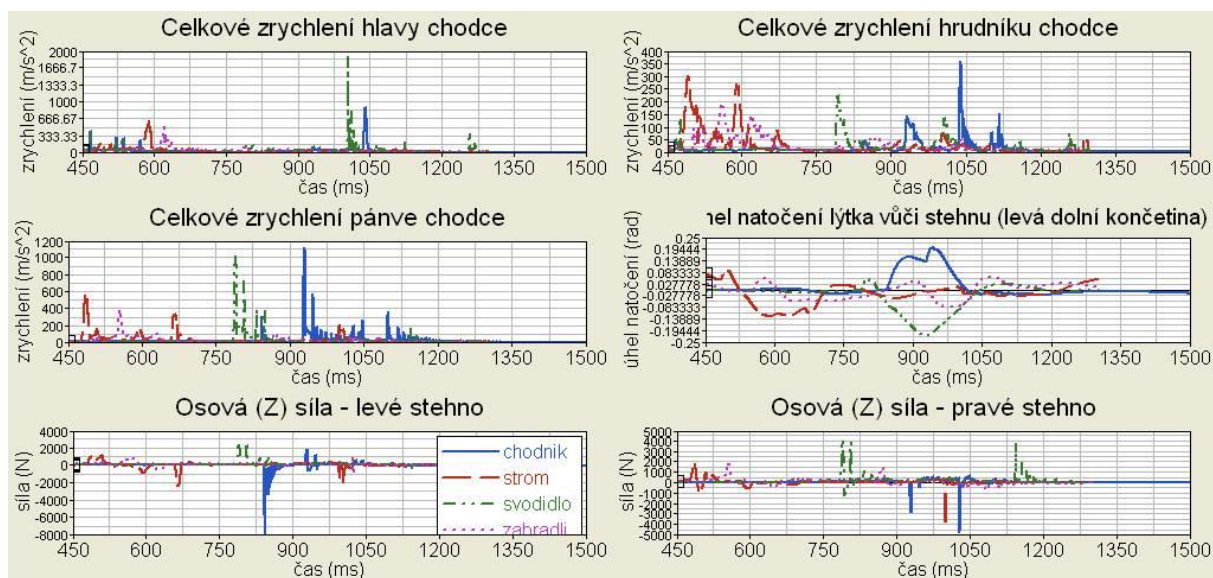 Celkové zrychlení hlavy chodce
zrychlení (m/s^2)
2000
1666.7
1333.3
1000
666.67
333.33
0
450 600 750 900 1050 1200 1350 1500
čas (ms)
Celkové zrychlení hrudníku chodce
zrychlení (m/s^2)
400
350
300
250
200
150
100
50
0
450 600 750 900 1050 1200 1350 1500
čas (ms)
Celkové zrychlení pánve chodce
zrychlení (m/s^2)
1200
1000
800
600
400
200
0
450 600 750 900 1050 1200 1350 1500
čas (ms)
hel natočení lýtka vůči stehnu (levá dolní končetina)
úhel natočení (rad)
0.25
0.19444
0.13889
0.083333
0.027778
-0.027778
-0.083333
-0.13889
-0.19444
-0.25
450 600 750 900 1050 1200 1350 1500
čas (ms)
Osová (Z) síla - levé stehno
síla (N)
4000
2000
0
-2000
-4000
-6000
-8000
450 600 750 900 1050 1200 1350 1500
čas (ms)
chodník
strom
svodidlo
zábradlí
Osová (Z) síla - pravé stehno
síla (N)
5000
4000
3000
2000
1000
0
-1000
-2000
-3000
-4000
-5000
450 600 750 900 1050 1200 1350 1500
čas (ms)